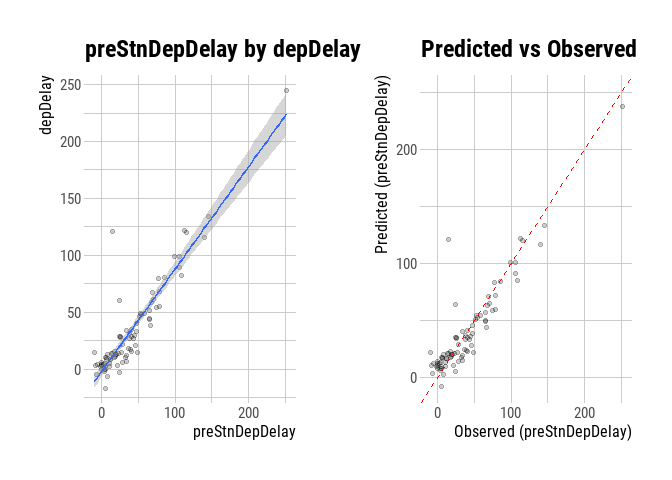 preStnDepDelay by depDelay
depDelay
250
200
150
100
50
0
0
100
200
preStnDepDelay
Predicted vs Observed
Predicted (preStnDepDelay)
200
100
0
0
100
200
Observed (preStnDepDelay)